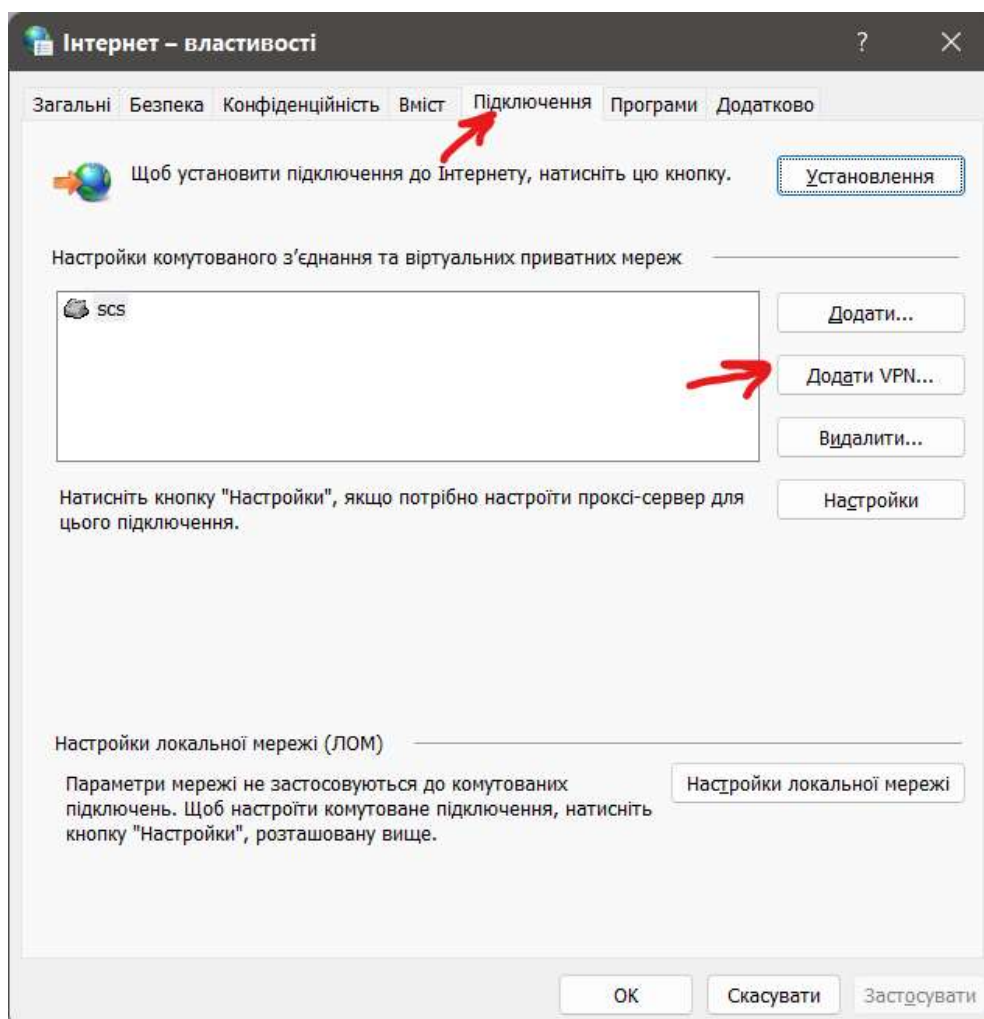 Інтернет – властивості
Загальні Безпека Конфіденційність Вміст Підключення Програми Додатково
Щоб установити підключення до Інтернету, натисніть цю кнопку.
Установлення
Настройки комутованого з’єднання та віртуальних приватних мереж
scs
Додати...
Додати VPN...
Видалити...
Натисніть кнопку "Настройки", якщо потрібно настроїти проксі-сервер для
цього підключення.
Настройки
Настройки локальної мережі (ЛОМ)
Параметри мережі не застосовуються до комутованих
підключень. Щоб настроїти комутоване підключення, натисніть
кнопку "Настройки", розташовану вище.
Настройки локальної мережі
ОК
Скасувати
Застосувати